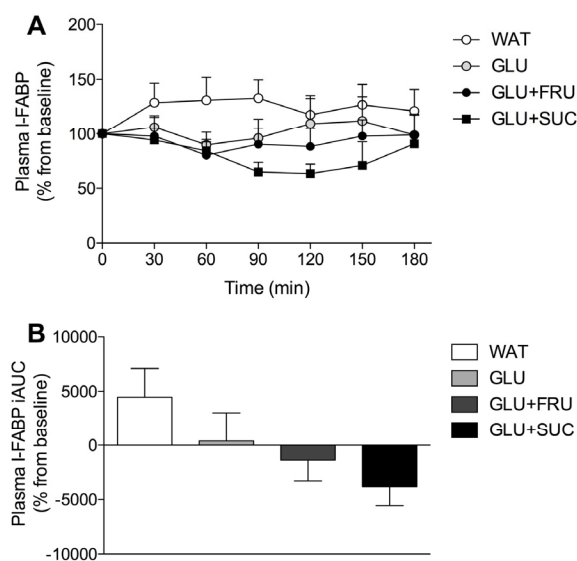 A
Plasma I-FABP
(% from baseline)
200
150
100
50
0
0 30 60 90 120 150 180
Time (min)
WAT
GLU
GLU+FRU
GLU+SUC
B
Plasma I-FABP iAUC
(% from baseline)
10000
5000
0
-5000
-10000
WAT
GLU
GLU+FRU
GLU+SUC